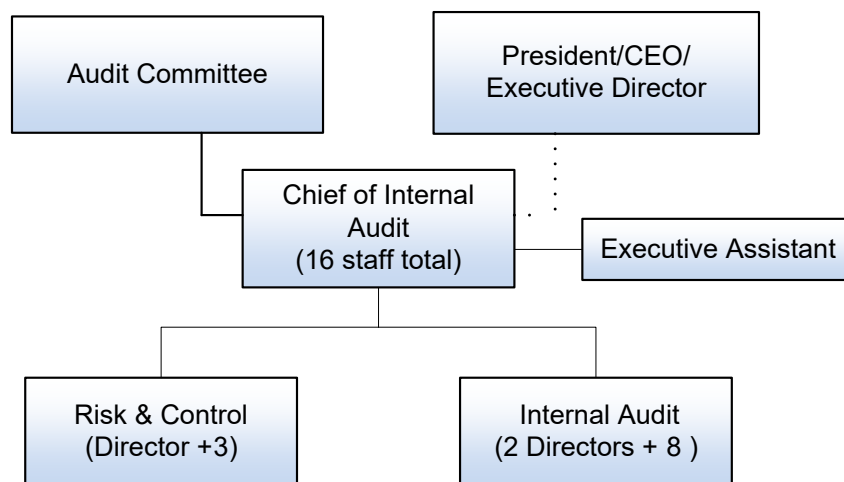 Audit Committee
President/CEO/
Executive Director
Chief of Internal
Audit
(16 staff total)
Executive Assistant
Risk & Control
(Director +3)
Internal Audit
(2 Directors + 8 )